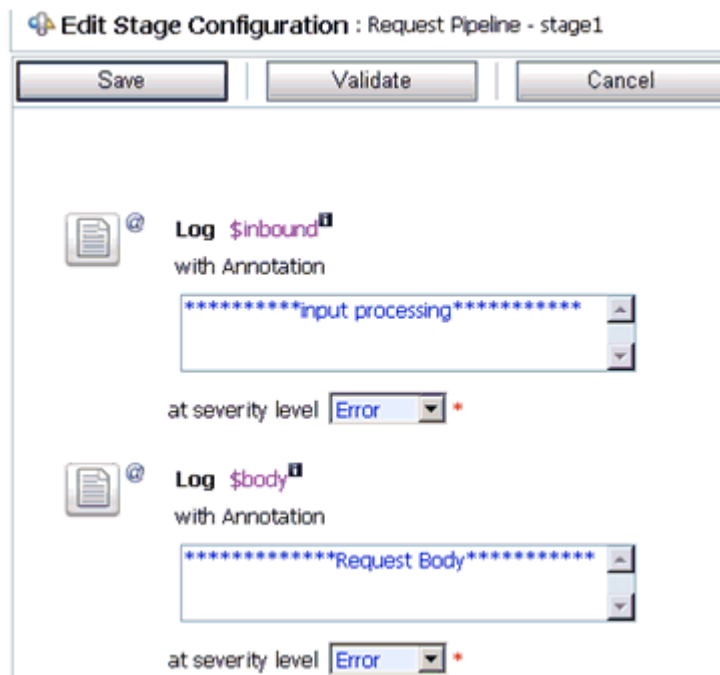 Edit Stage Configuration : Request Pipeline - stage1
Save Validate Cancel
@ Log $inbound
with Annotation
**********input processing***********
at severity level Error *
@ Log $body
with Annotation
*************Request Body***********
at severity level Error *